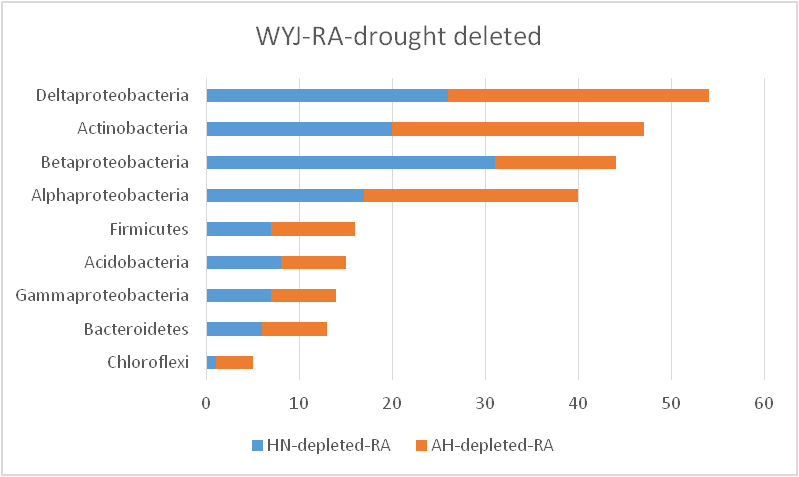 WYJ-RA-drought deleted
Deltaproteobacteria
Actinobacteria
Betaproteobacteria
Alphaproteobacteria
Firmicutes
Acidobacteria
Gammaproteobacteria
Bacteroidetes
Chloroflexi
0 10 20 30 40 50 60
HN-depleted-RA AH-depleted-RA